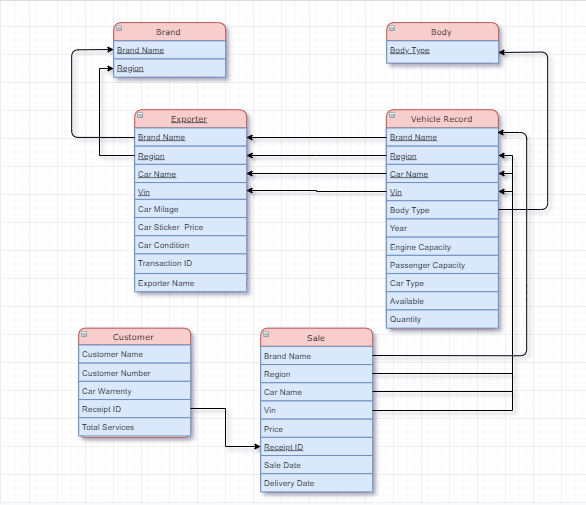 Brand
Brand Name
Region
Body
Body Type
Exporter
Brand Name
Region
Car Name
Vin
Car Milage
Car Sticker Price
Car Condition
Transaction ID
Exporter Name
Vehicle Record
Brand Name
Region
Car Name
Vin
Body Type
Year
Engine Capacity
Passenger Capacity
Car Type
Available
Quantity
Customer
Customer Name
Customer Number
Car Warrenty
Receipt ID
Total Services
Sale
Brand Name
Region
Car Name
Vin
Price
Receipt ID
Sale Date
Delivery Date